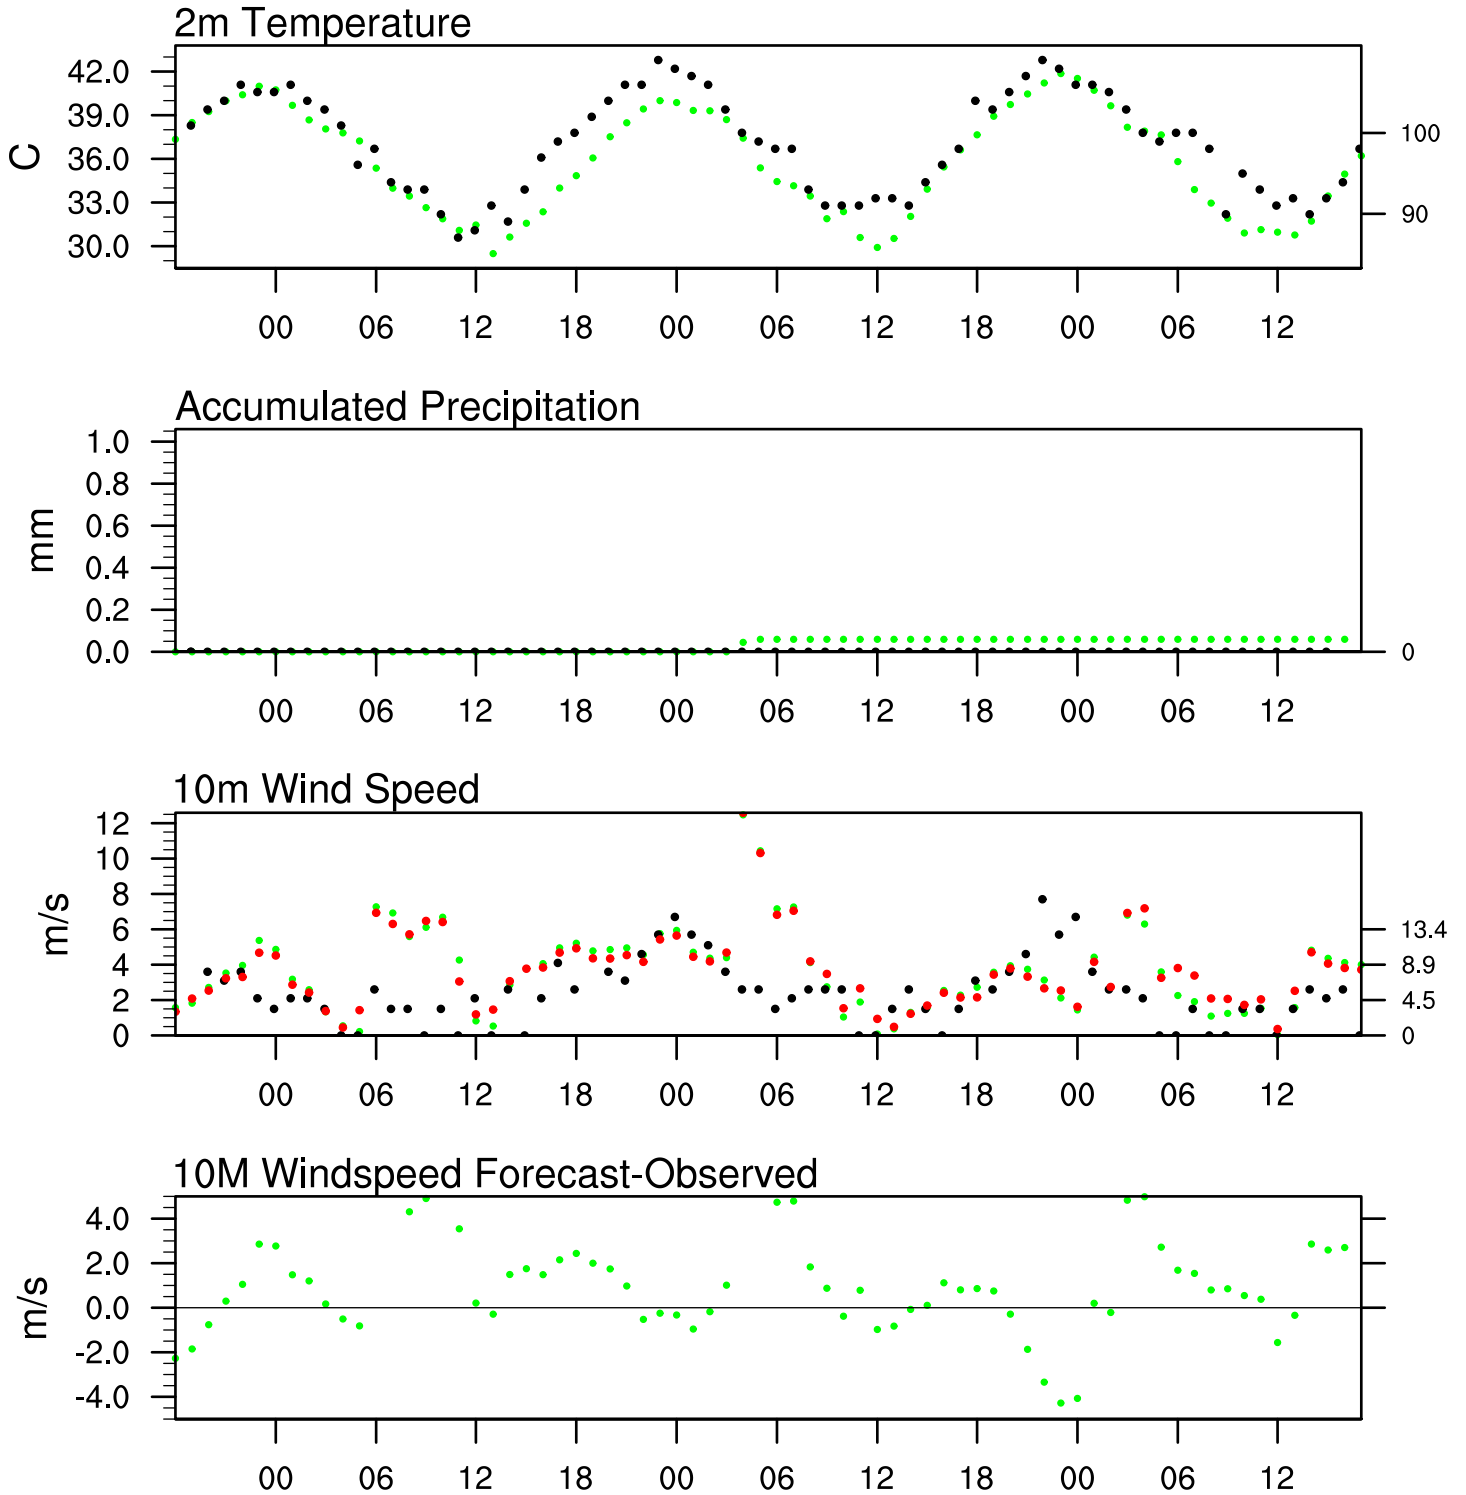 2m Temperature
42.0
39.0
36.0
33.0
30.0
C
100
90
00 06 12 18 00 06 12 18 00 06 12
Accumulated Precipitation
1.0
0.8
0.6
0.4
0.2
0.0
mm
0
00 06 12 18 00 06 12 18 00 06 12
10m Wind Speed
12
10
8
6
4
2
0
m/s
13.4
8.9
4.5
0
00 06 12 18 00 06 12 18 00 06 12
10M Windspeed Forecast-Observed
4.0
2.0
0.0
-2.0
-4.0
m/s
00 06 12 18 00 06 12 18 00 06 12